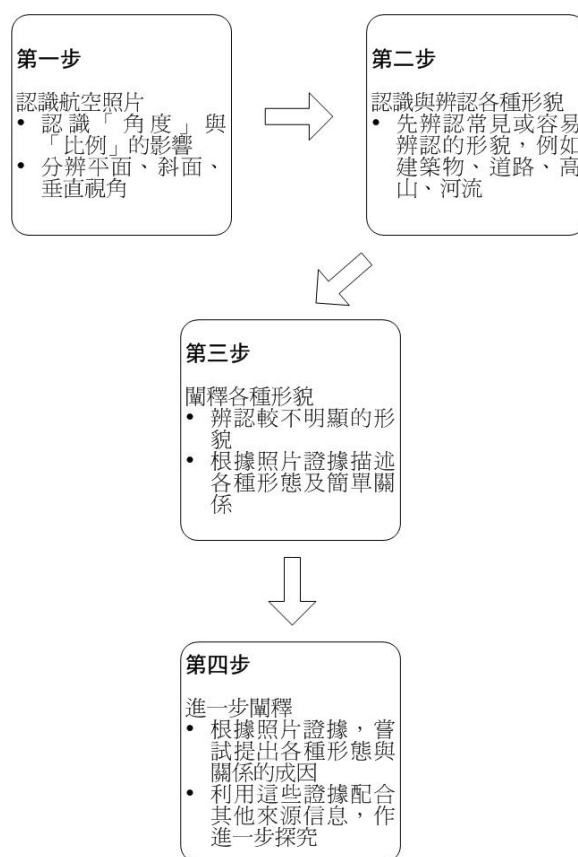 第一步
認識航空照片
• 認識「角度」與
「比例」的影響
• 分辨平面、斜面、
垂直視角
第二步
認識與辨認各種形貌
• 先辨認常見或容易
辨認的形貌，例如
建築物、道路、高
山、河流
第三步
闡釋各種形貌
• 辨認較不明顯的形
貌
• 根據照片證據描述
各種形態及簡單關
係
第四步
進一步闡釋
• 根據照片證據，嘗
試提出各種形態與
關係的成因
• 利用這些證據配合
其他來源信息，作
進一步探究